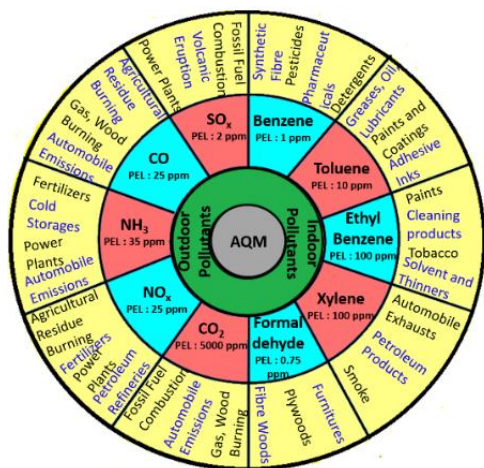 AQM
Outdoor
Pollutants
Indoor
Pollutants
Benzene
PEL : 1 ppm
Synthetic
Fibre
Pesticides
Pharmaceut
icals
Detergents
Toluene
PEL : 10 ppm
Greases, Oil,
Lubricants
Paints and
Coatings
Adhesive
Inks
Ethyl
Benzene
PEL : 100 ppm
Paints
Cleaning
products
Tobacco
Solvent and
Thinners
Xylene
PEL : 100 ppm
Automobile
Exhausts
Petroleum
Products
Smoke
Formal
dehyde
PEL : 0.75
ppm
Furnitures
Plywoods
Fibre Woods
CO₂
PEL : 5000 ppm
Fossil Fuel
Combustion
Automobile
Emissions
Gas, Wood
Burning
NOₓ
PEL : 25 ppm
Agricultural
Residue
Burning
Fertilizers
Power
Plants
Petroleum
Refineries
NH₃
PEL : 35 ppm
Fertilizers
Cold
Storages
Power
Plants
Automobile
Emissions
CO
PEL : 25 ppm
Agricultural
Residue
Burning
Gas, Wood
Burning
Automobile
Emissions
SOₓ
PEL : 2 ppm
Power Plants
Volcanic
Eruption
Fossil Fuel
Combustion